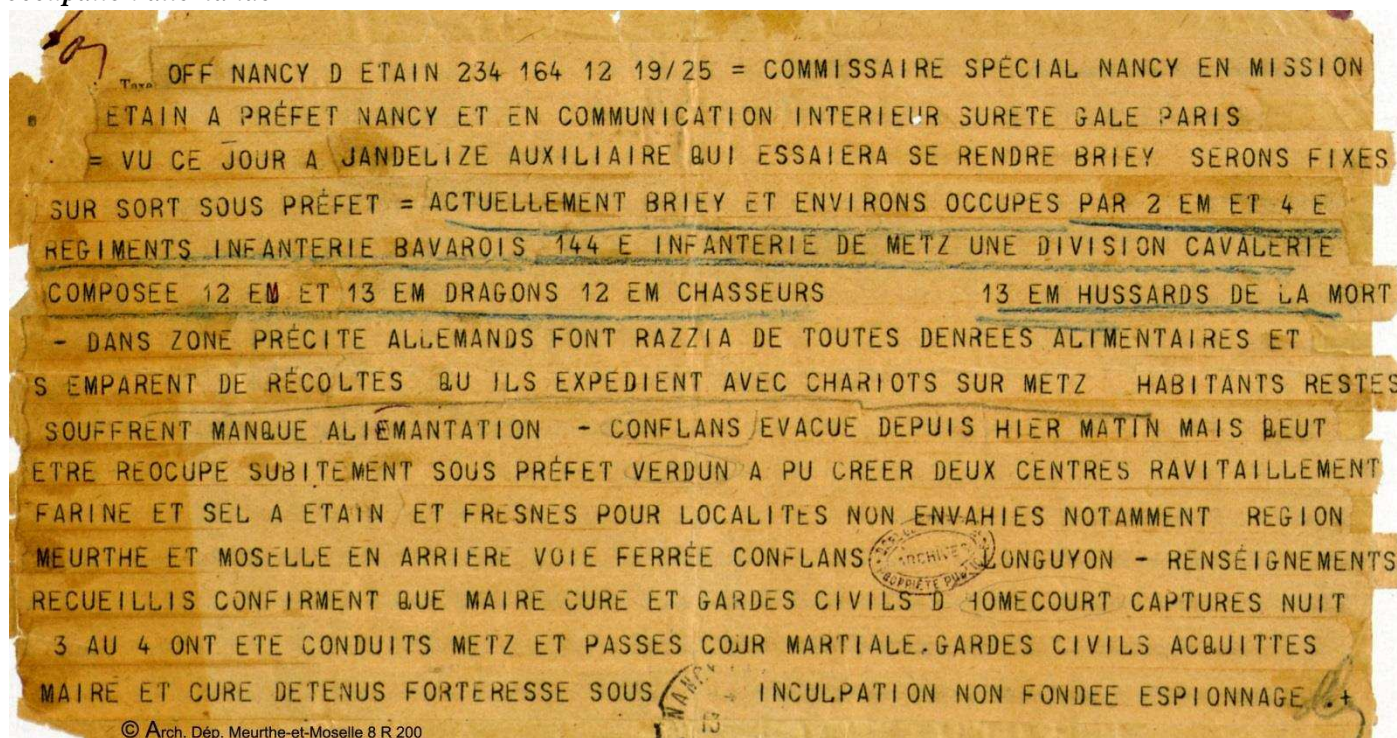 Taxe OFF NANCY D ETAIN 234 164 12 19/25 = COMMISSAIRE SPÉCIAL NANCY EN MISSION
ETAIN A PRÉFET NANCY ET EN COMMUNICATION INTERIEUR SURETE GALE PARIS
= VU CE JOUR A JANDELIZE AUXILIAIRE QUI ESSAIERA SE RENDRE BRIEY SERONS FIXES
SUR SORT SOUS PRÉFET = ACTUELLEMENT BRIEY ET ENVIRONS OCCUPES PAR 2 EM ET 4 E
REGIMENTS INFANTERIE BAVAROIS 144 E INFANTERIE DE METZ UNE DIVISION CAVALERIE
COMPOSEE 12 EM ET 13 EM DRAGONS 12 EM CHASSEURS 13 EM HUSSARDS DE LA MORT
- DANS ZONE PRÉCITE ALLEMANDS FONT RAZZIA DE TOUTES DENREES ALIMENTAIRES ET
S EMPARENT DE RÉCOLTES QU ILS EXPEDIENT AVEC CHARIOTS SUR METZ HABITANTS RESTES
SOUFFRENT MANQUE ALIEMANTATION - CONFLANS EVACUE DEPUIS HIER MATIN MAIS PEUT
ETRE REOCUPE SUBITEMENT SOUS PRÉFET VERDUN A PU CREER DEUX CENTRES RAVITAILLEMENT
FARINE ET SEL A ETAIN ET FRESNES POUR LOCALITES NON ENVAHIES NOTAMMENT REGION
MEURTHE ET MOSELLE EN ARRIERE VOIE FERRÉE CONFLANS ARCHIVES PROPRIÉTÉ LONGUYON - RENSÉIGNEMENTS
RECUEILLIS CONFIRMENT QUE MAIRE CURE ET GARDES CIVILS D HOMECOURT CAPTURES NUIT
3 AU 4 ONT ETE CONDUITS METZ ET PASSES COUR MARTIALE.GARDES CIVILS ACQUITTES
MAIRE ET CURE DETENUS FORTERESSE SOUS NANCY INCULPATION NON FONDEE ESPIONNAGE .+
© Arch. Dép. Meurthe-et-Moselle 8 R 200